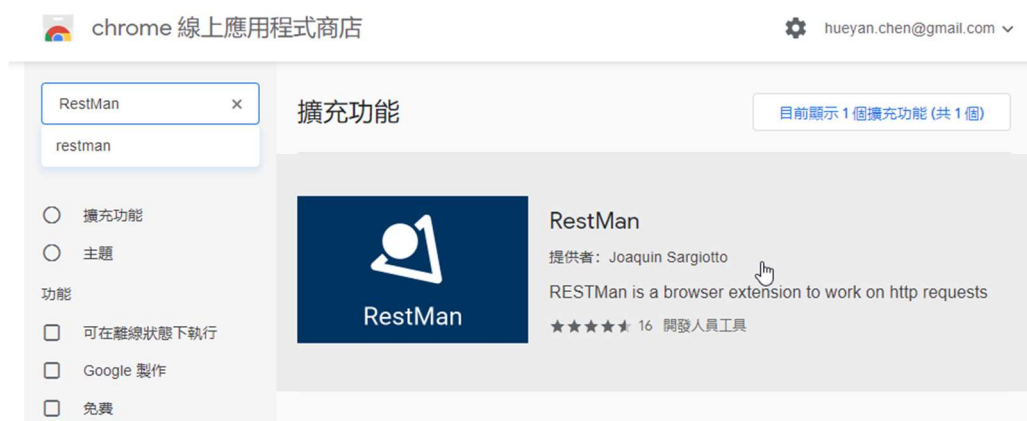 chrome 線上應用程式商店
hueyan.chen@gmail.com
RestMan
restman
擴充功能
主題
功能
可在離線狀態下執行
Google 製作
免費
擴充功能
目前顯示 1 個擴充功能 (共 1 個)
RestMan
RestMan
提供者： Joaquin Sargiotto
RESTMan is a browser extension to work on http requests
16 開發人員工具